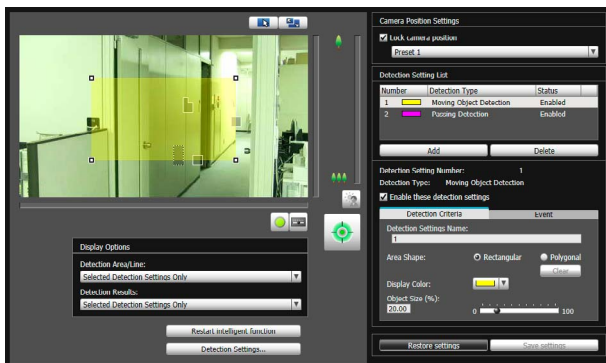 Camera Position Settings
Lock camera position
Preset 1
Detection Setting List
Number Detection Type Status
1 Moving Object Detection Enabled
2 Passing Detection Enabled
Add Delete
Detection Setting Number: 1
Detection Type: Moving Object Detection
Enable these detection settings
Detection Criteria Event
Detection Settings Name:
1
Area Shape: Rectangular Polygonal
Clear
Display Color:
Object Size (%):
20.00 0 100
Restore settings Save settings
Display Options
Detection Area/Line:
Selected Detection Settings Only
Detection Results:
Selected Detection Settings Only
Restart intelligent function
Detection Settings...